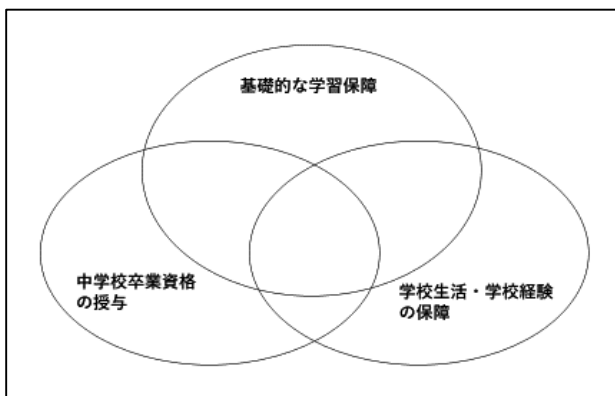 基礎的な学習保障
中学校卒業資格
の授与
学校生活・学校経験
の保障